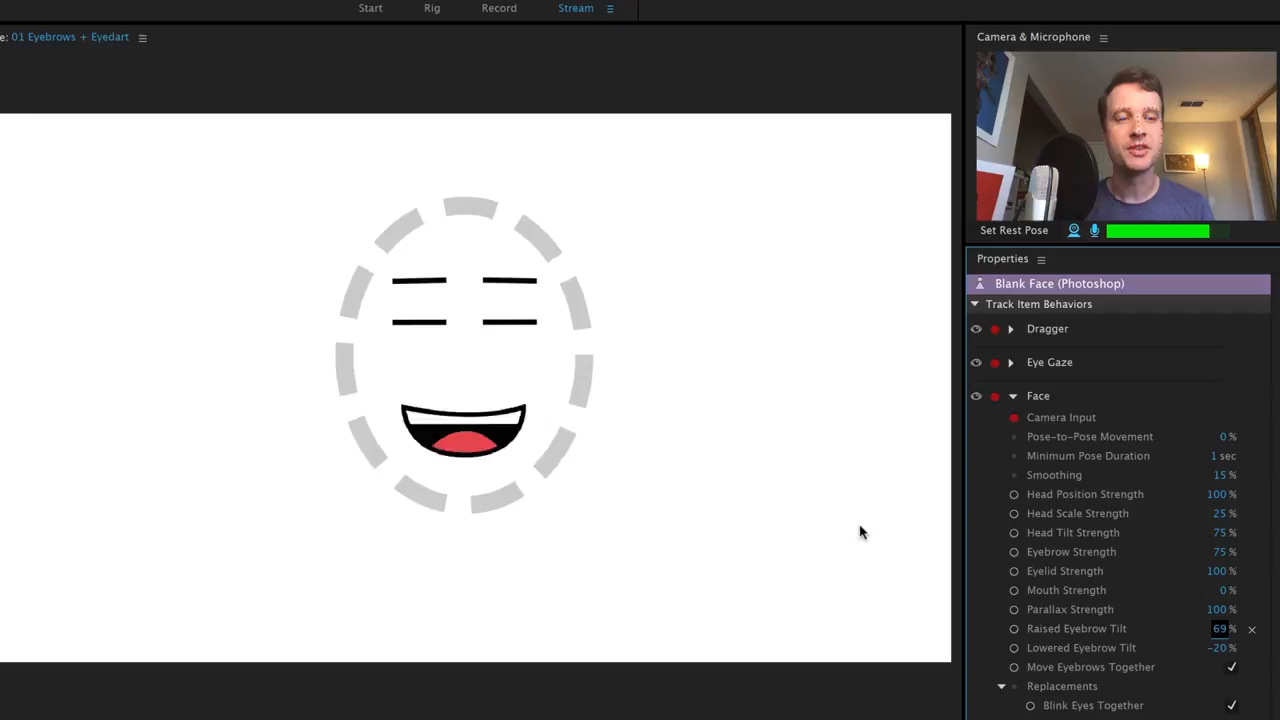 Start Rig Record Stream
e: 01 Eyebrows + Eyedart
Camera & Microphone
Set Rest Pose
Properties
Blank Face (Photoshop)
Track Item Behaviors
Dragger
Eye Gaze
Face
Camera Input
Pose-to-Pose Movement 0 %
Minimum Pose Duration 1 sec
Smoothing 15 %
Head Position Strength 100 %
Head Scale Strength 25 %
Head Tilt Strength 75 %
Eyebrow Strength 75 %
Eyelid Strength 100 %
Mouth Strength 0 %
Parallax Strength 100 %
Raised Eyebrow Tilt 69 %
Lowered Eyebrow Tilt -20 %
Move Eyebrows Together
Replacements
Blink Eyes Together